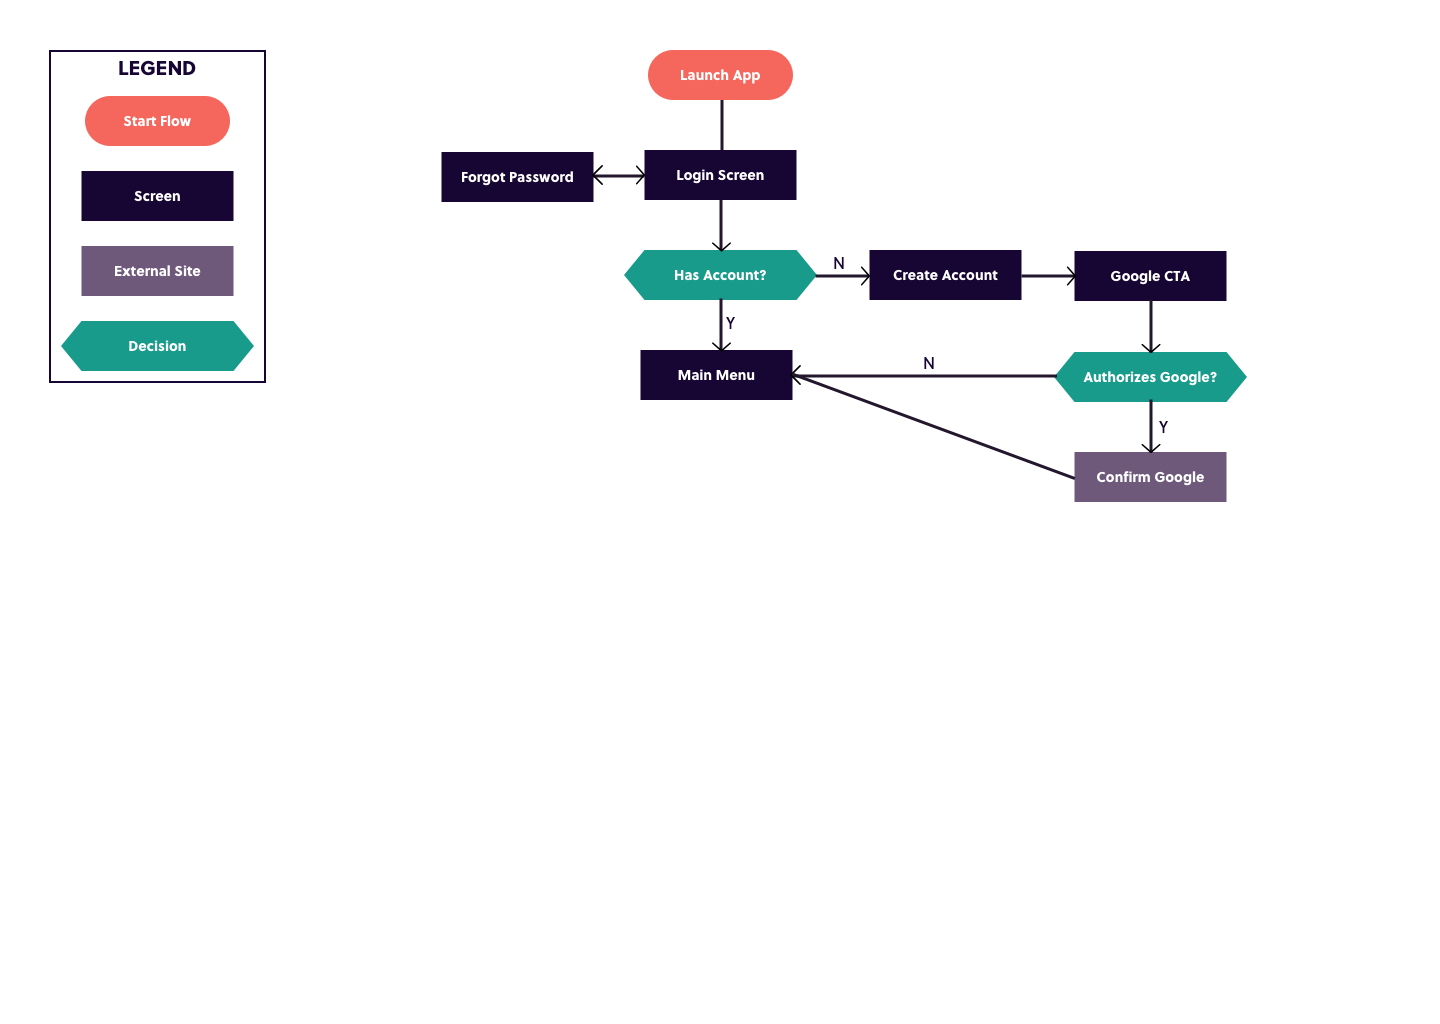 LEGEND
Start Flow
Screen
External Site
Decision
Launch App
Forgot Password
Login Screen
Has Account?
N
Create Account
Google CTA
Y
Main Menu
N
Authorizes Google?
Y
Confirm Google